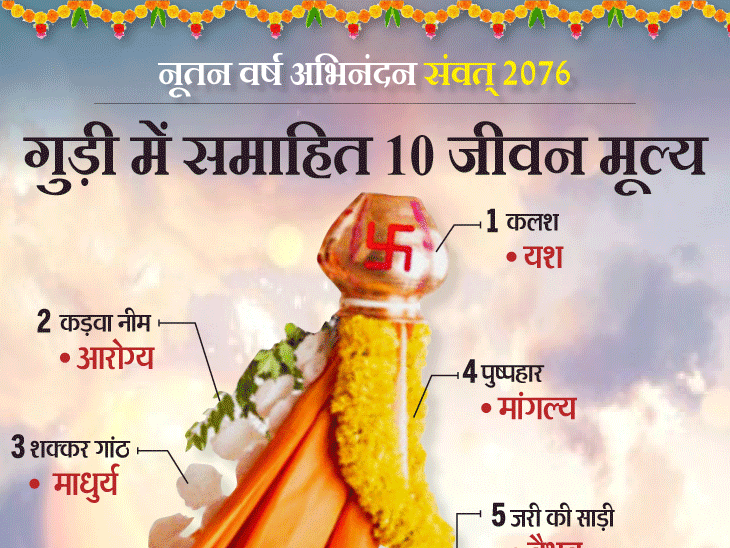 नूतन वर्ष अभिनंदन संवत् 2076
गुड़ी में समाहित 10 जीवन मूल्य
1 कलश
• यश
2 कड़वा नीम
• आरोग्य
4 पुष्पहार
• मांगल्य
3 शक्कर गांठ
• माधुर्य
5 जरी की साड़ी